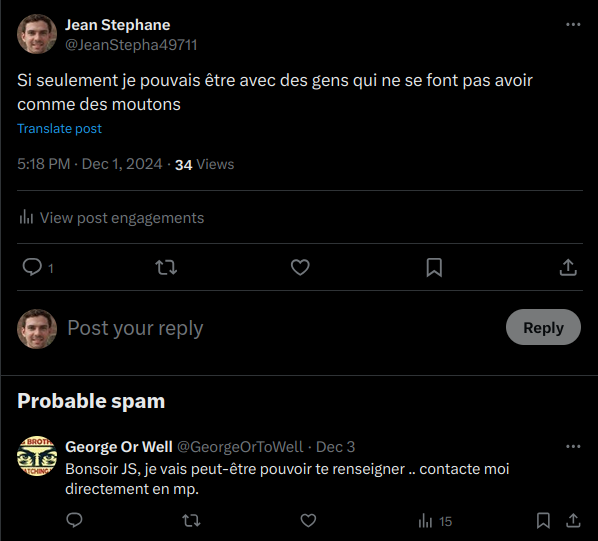 Jean Stephane
@JeanStepha49711
Si seulement je pouvais être avec des gens qui ne se font pas avoir
comme des moutons
Translate post
5:18 PM · Dec 1, 2024 · 34 Views
View post engagements
1
Post your reply
Reply
Probable spam
George Or Well @GeorgeOrToWell · Dec 3
Bonsoir JS, je vais peut-être pouvoir te renseigner .. contacte moi
directement en mp.
15